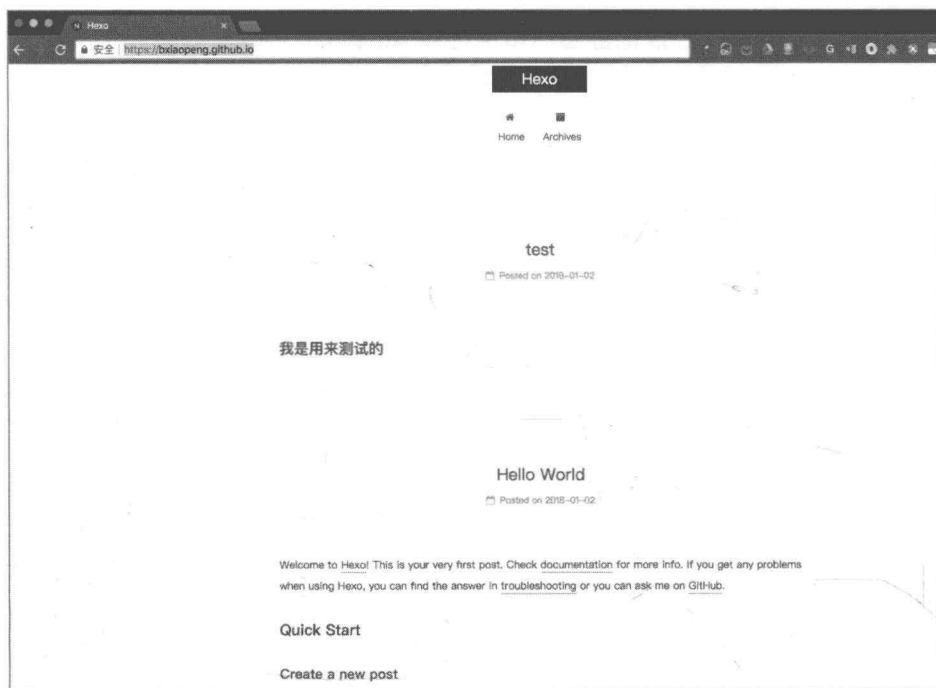 Hexo
安全 https://bxiaopeng.github.io
Hexo
Home Archives
test
Posted on 2018-01-02
我是用来测试的
Hello World
Posted on 2018-01-02
Welcome to Hexo! This is your very first post. Check documentation for more info. If you get any problems
when using Hexo, you can find the answer in troubleshooting or you can ask me on GitHub.
Quick Start
Create a new post